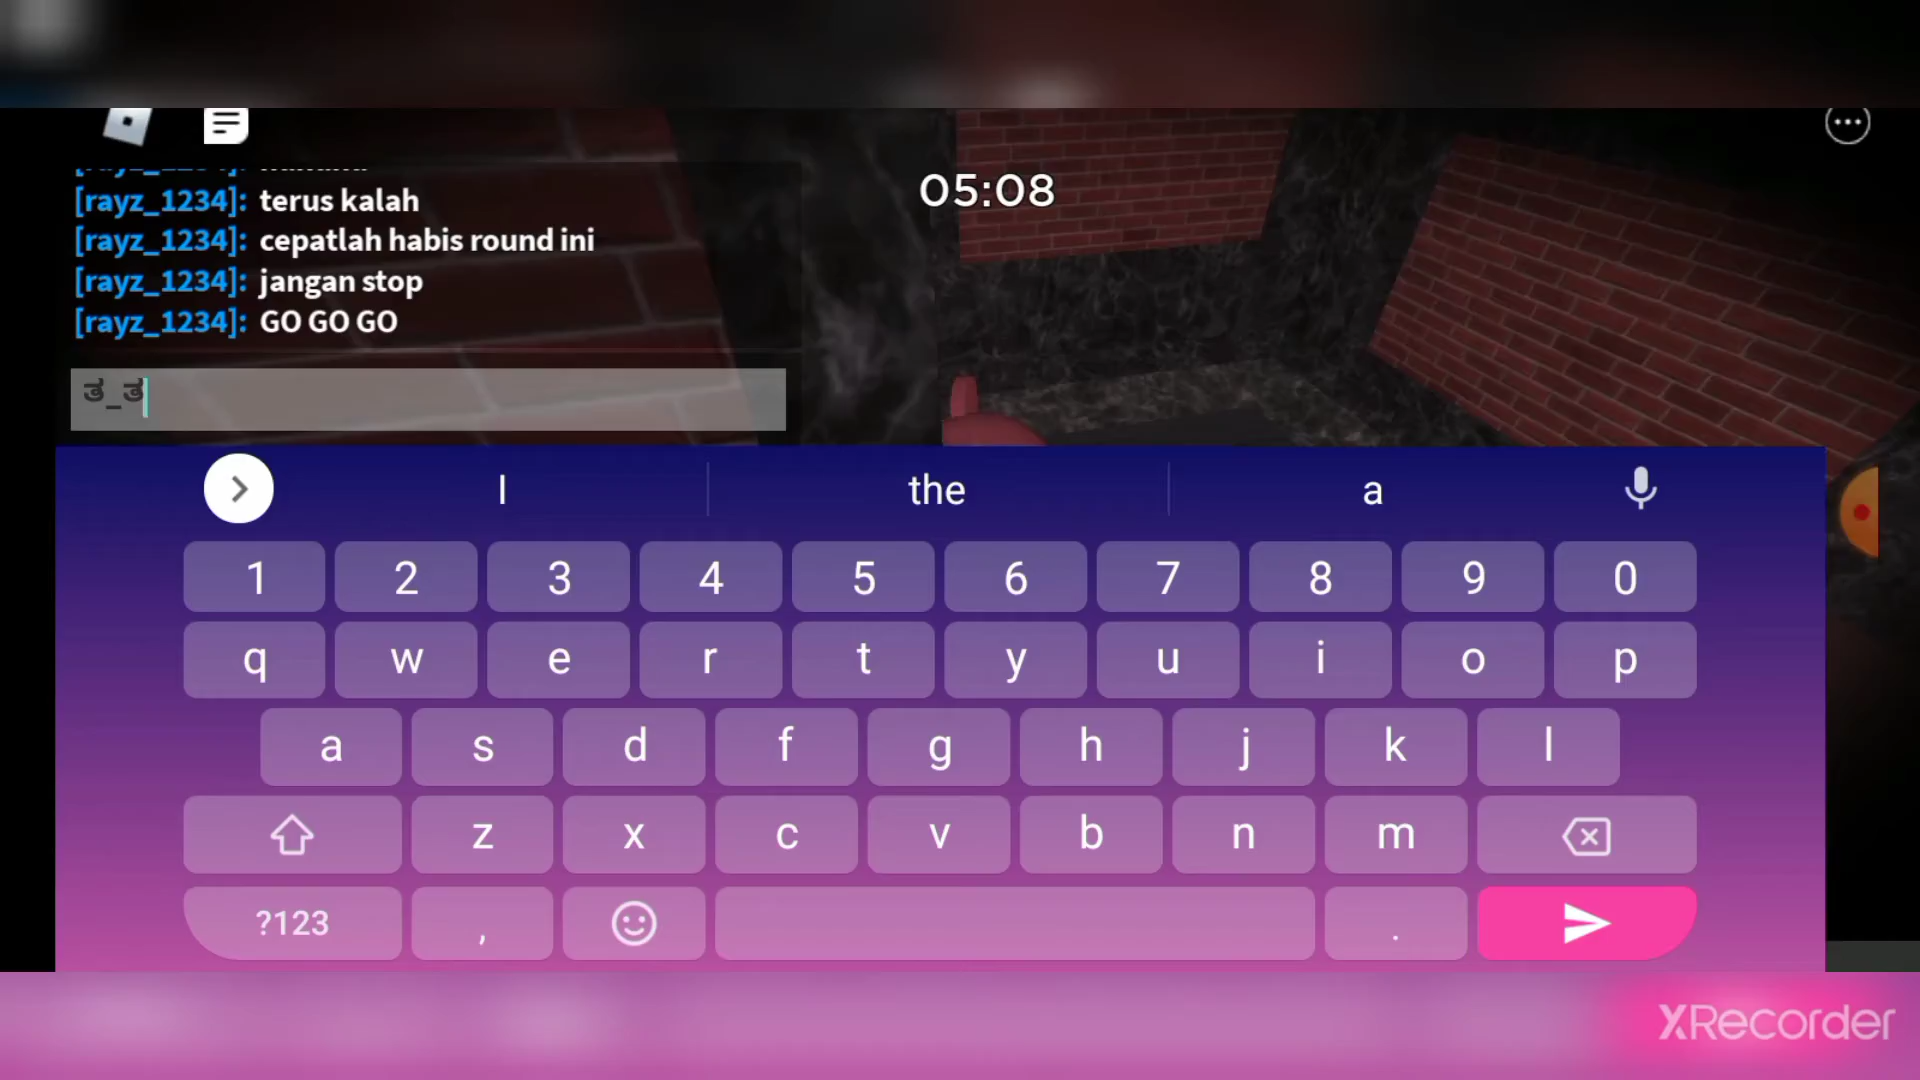 05:08
[rayz_1234]: terus kalah
[rayz_1234]: cepatlah habis round ini
[rayz_1234]: jangan stop
[rayz_1234]: GO GO GO
ತ_ತ
I the a
1 2 3 4 5 6 7 8 9 0
q w e r t y u i o p
a s d f g h j k l
z x c v b n m
?123 , .
XRecorder